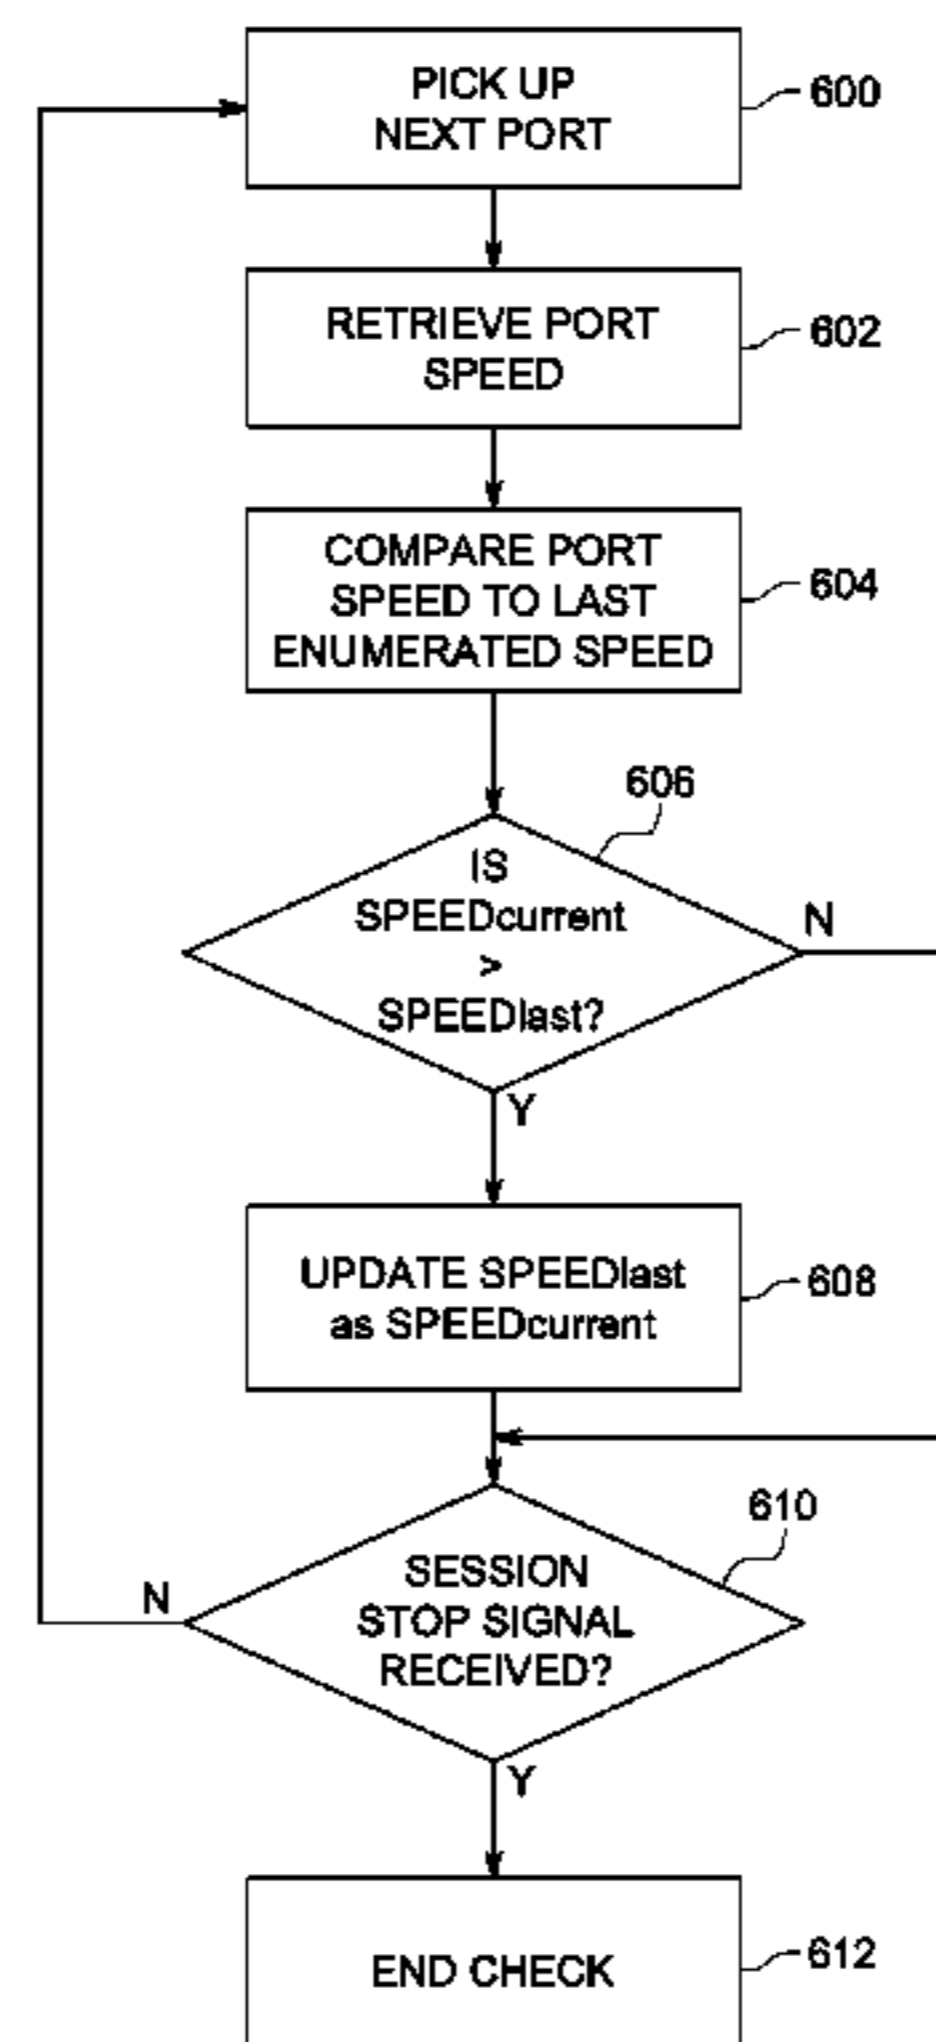 PICK UP
NEXT PORT
600
RETRIEVE PORT
SPEED
602
COMPARE PORT
SPEED TO LAST
ENUMERATED SPEED
604
606
IS
SPEEDcurrent
>
SPEEDlast?
N
Y
UPDATE SPEEDlast
as SPEEDcurrent
608
610
SESSION
STOP SIGNAL
RECEIVED?
N
Y
END CHECK
612